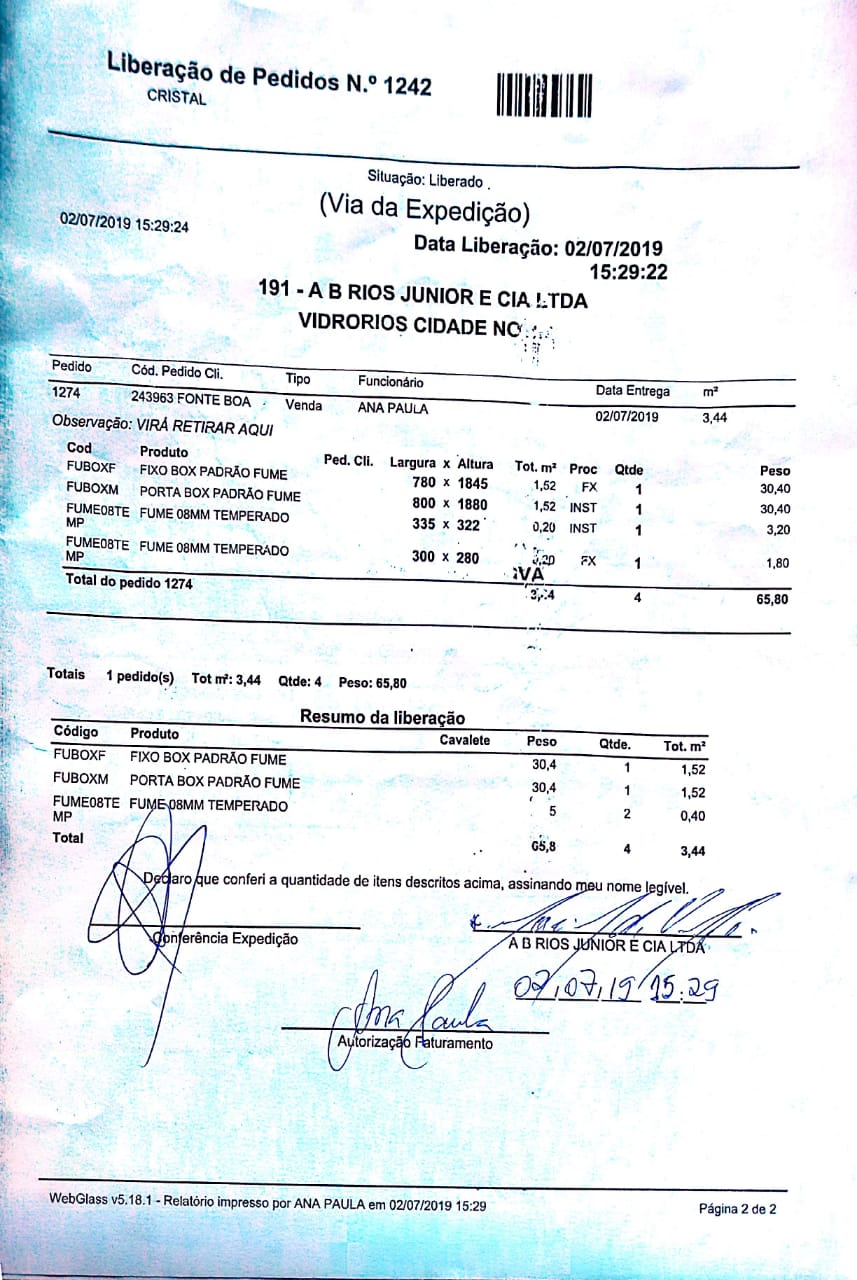 Liberação de Pedidos N.º 1242
CRISTAL
Situação: Liberado
(Via da Expedição)
02/07/2019 15:29:24
Data Liberação: 02/07/2019
15:29:22
191 - A B RIOS JUNIOR E CIA LTDA
VIDRORIOS CIDADE NO
Pedido Cód. Pedido Cli. Tipo Funcionário Data Entrega m²
1274 243963 FONTE BOA Venda ANA PAULA 02/07/2019 3,44
Observação: VIRÁ RETIRAR AQUI
Cod Produto Ped. Cli. Largura x Altura Tot. m² Proc Qtde Peso
FUBOXF FIXO BOX PADRÃO FUME 780 x 1845 1,52 FX 1 30,40
FUBOXM PORTA BOX PADRÃO FUME 800 x 1880 1,52 INST 1 30,40
FUME08TE FUME 08MM TEMPERADO 335 x 322 0,20 INST 1 3,20
MP
FUME08TE FUME 08MM TEMPERADO 300 x 280 0,20 FX 1 1,80
MP
Total do pedido 1274 4 65,80
Totais 1 pedido(s) Tot m²: 3,44 Qtde: 4 Peso: 65,80
Resumo da liberação
Código Produto Cavalete Peso Qtde. Tot. m²
FUBOXF FIXO BOX PADRÃO FUME 30,4 1 1,52
FUBOXM PORTA BOX PADRÃO FUME 30,4 1 1,52
FUME08TE FUME 08MM TEMPERADO 5 2 0,40
MP
Total 65,8 4 3,44
Declaro que conferi a quantidade de itens descritos acima, assinando meu nome legível.
Conferência Expedição
A B RIOS JUNIOR E CIA LTDA
02,07,19 15:29
Ana Paula
Autorização Faturamento
WebGlass v5.18.1 - Relatório impresso por ANA PAULA em 02/07/2019 15:29
Página 2 de 2